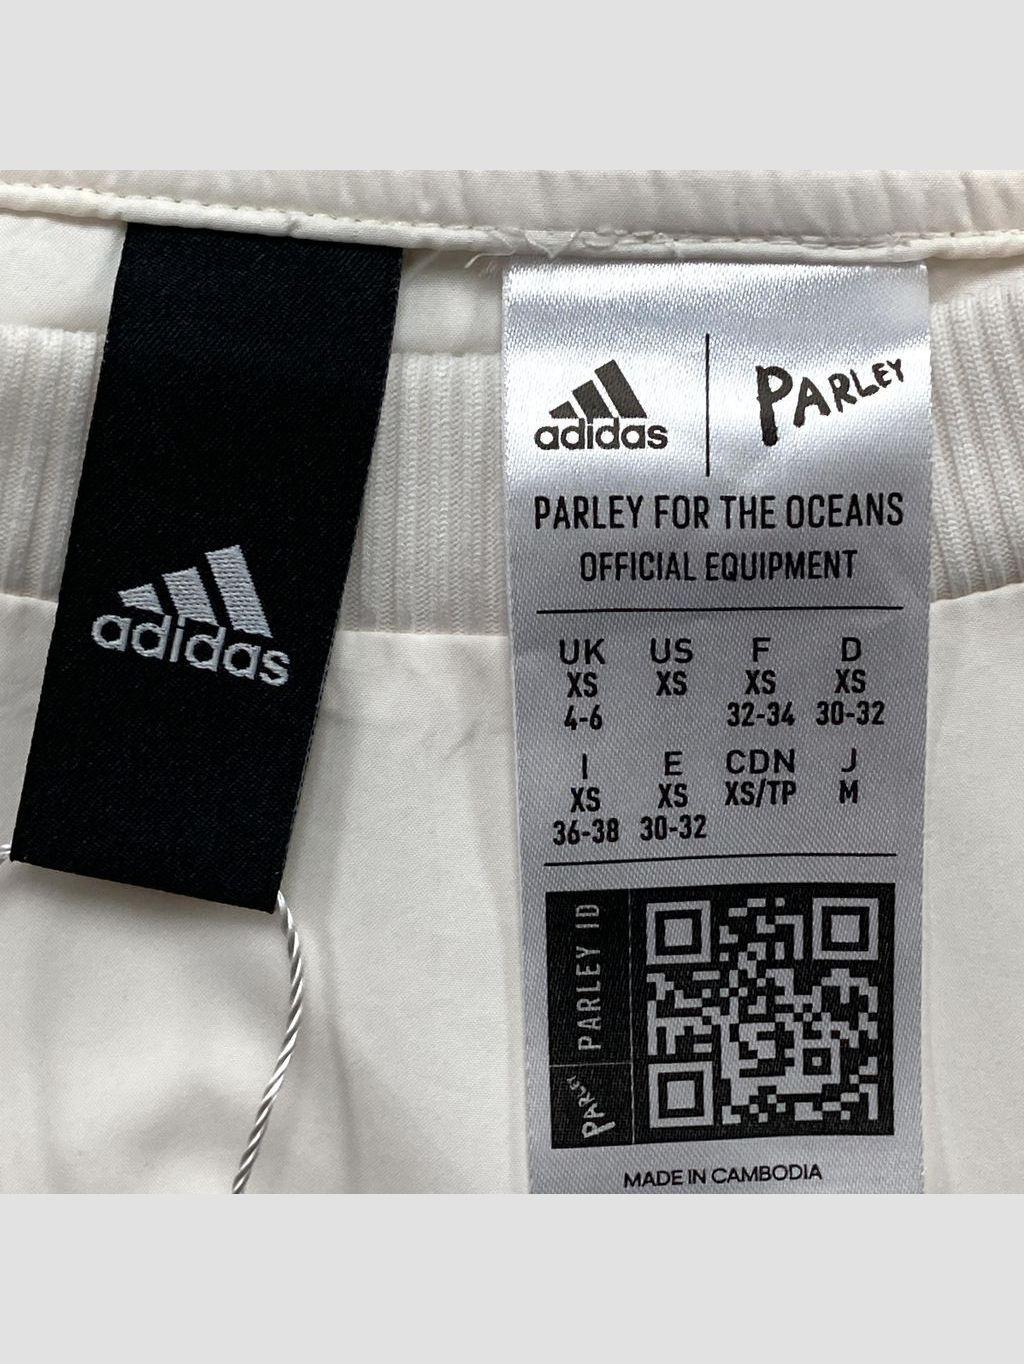 adidas
adidas PARLEY
PARLEY FOR THE OCEANS
OFFICIAL EQUIPMENT
UK US F D
XS XS XS XS
4-6 32-34 30-32
I E CDN J
XS XS XS/TP M
36-38 30-32
PARLEY PARLEY ID
MADE IN CAMBODIA